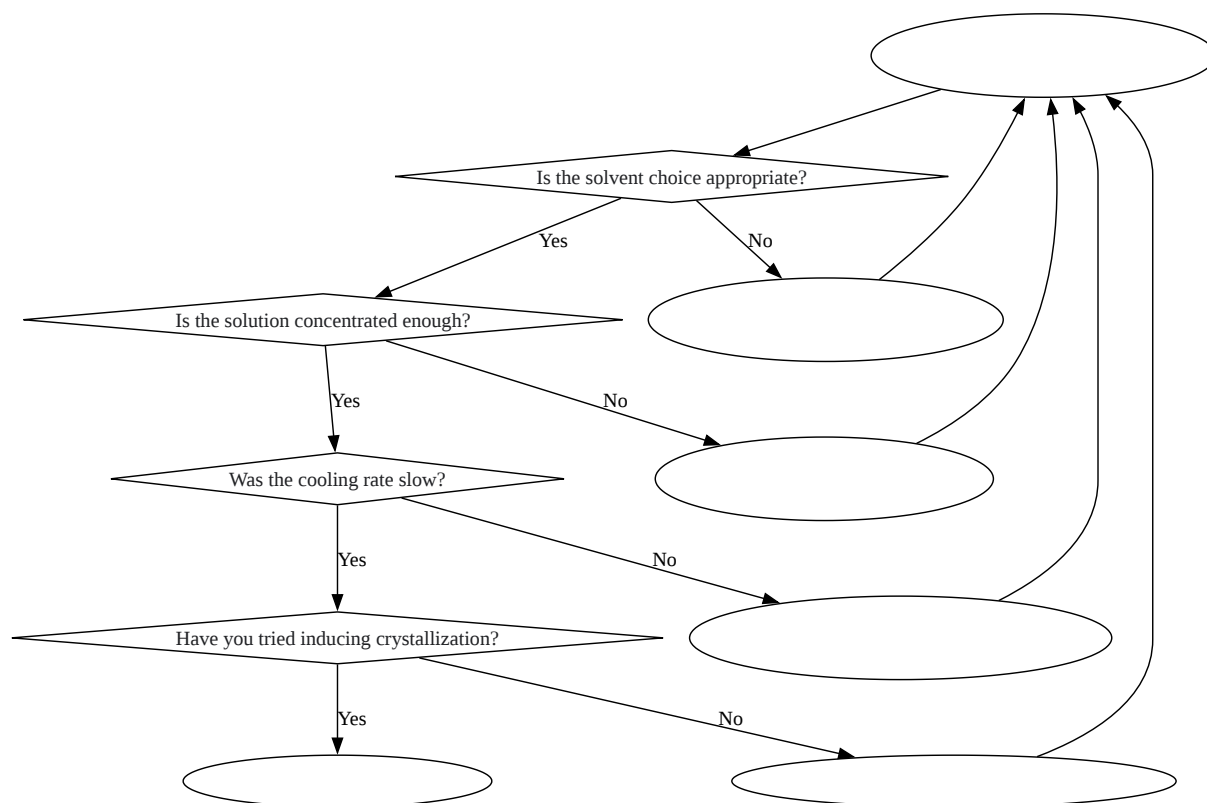 Is the solvent choice appropriate?
Yes
No
Is the solution concentrated enough?
Yes
No
Was the cooling rate slow?
Yes
No
Have you tried inducing crystallization?
Yes
No